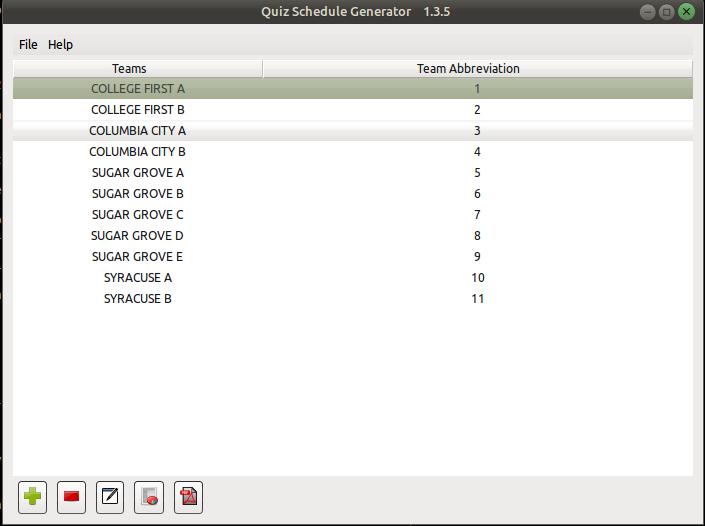 Quiz Schedule Generator 1.3.5
File Help
Teams Team Abbreviation
COLLEGE FIRST A 1
COLLEGE FIRST B 2
COLUMBIA CITY A 3
COLUMBIA CITY B 4
SUGAR GROVE A 5
SUGAR GROVE B 6
SUGAR GROVE C 7
SUGAR GROVE D 8
SUGAR GROVE E 9
SYRACUSE A 10
SYRACUSE B 11